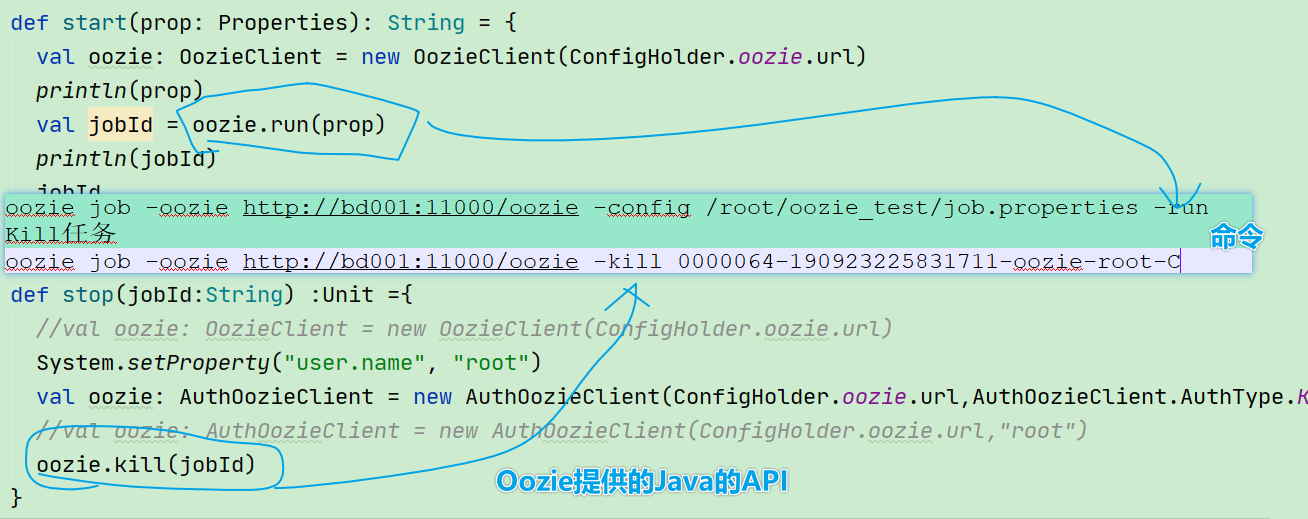 def start(prop: Properties): String = {
val oozie: OozieClient = new OozieClient(ConfigHolder.oozie.url)
println(prop)
val jobId = oozie.run(prop)
println(jobId)
jobId
oozie job -oozie http://bd001:11000/oozie -config /root/oozie_test/job.properties -run
Kill任务
命令
oozie job -oozie http://bd001:11000/oozie -kill 0000064-190923225831711-oozie-root-C
def stop(jobId:String) :Unit ={
//val oozie: OozieClient = new OozieClient(ConfigHolder.oozie.url)
System.setProperty("user.name", "root")
val oozie: AuthOozieClient = new AuthOozieClient(ConfigHolder.oozie.url,AuthOozieClient.AuthType.K
//val oozie: AuthOozieClient = new AuthOozieClient(ConfigHolder.oozie.url,"root")
oozie.kill(jobId)
Oozie提供的Java的API
}